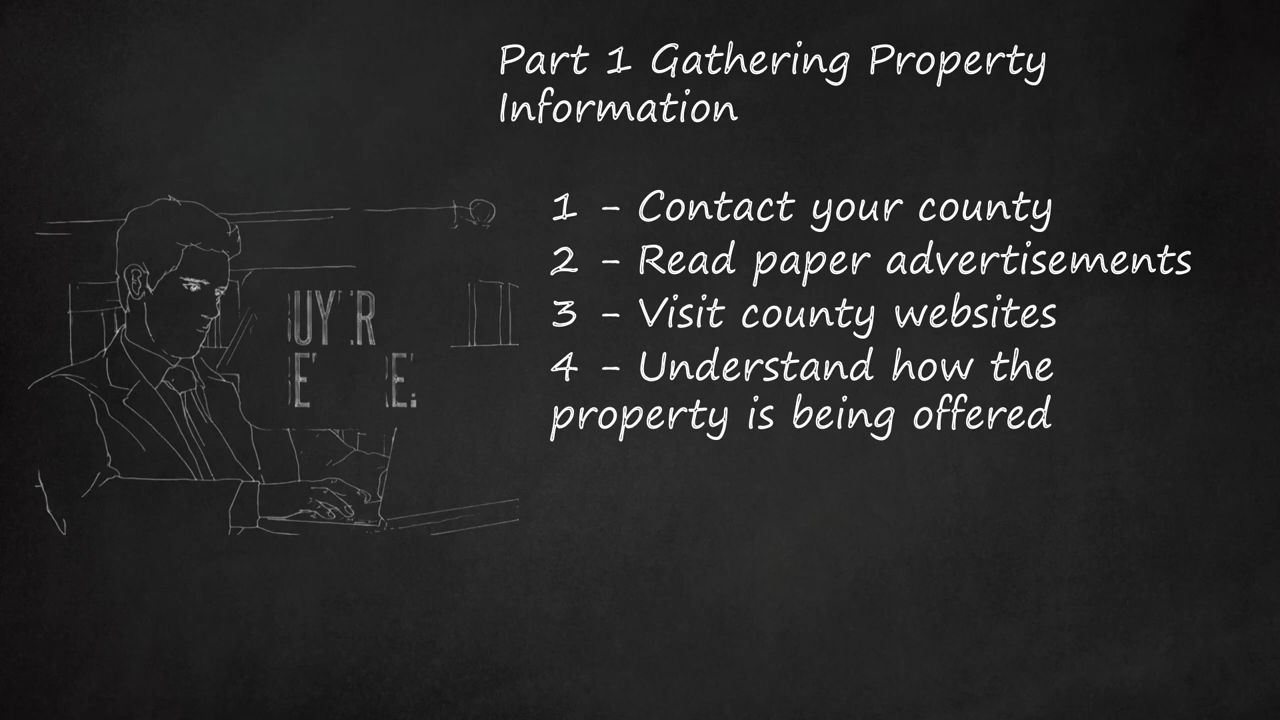 Part 1 Gathering Property
Information
1 - Contact your county
2 - Read paper advertisements
3 - Visit county websites
4 - Understand how the
property is being offered